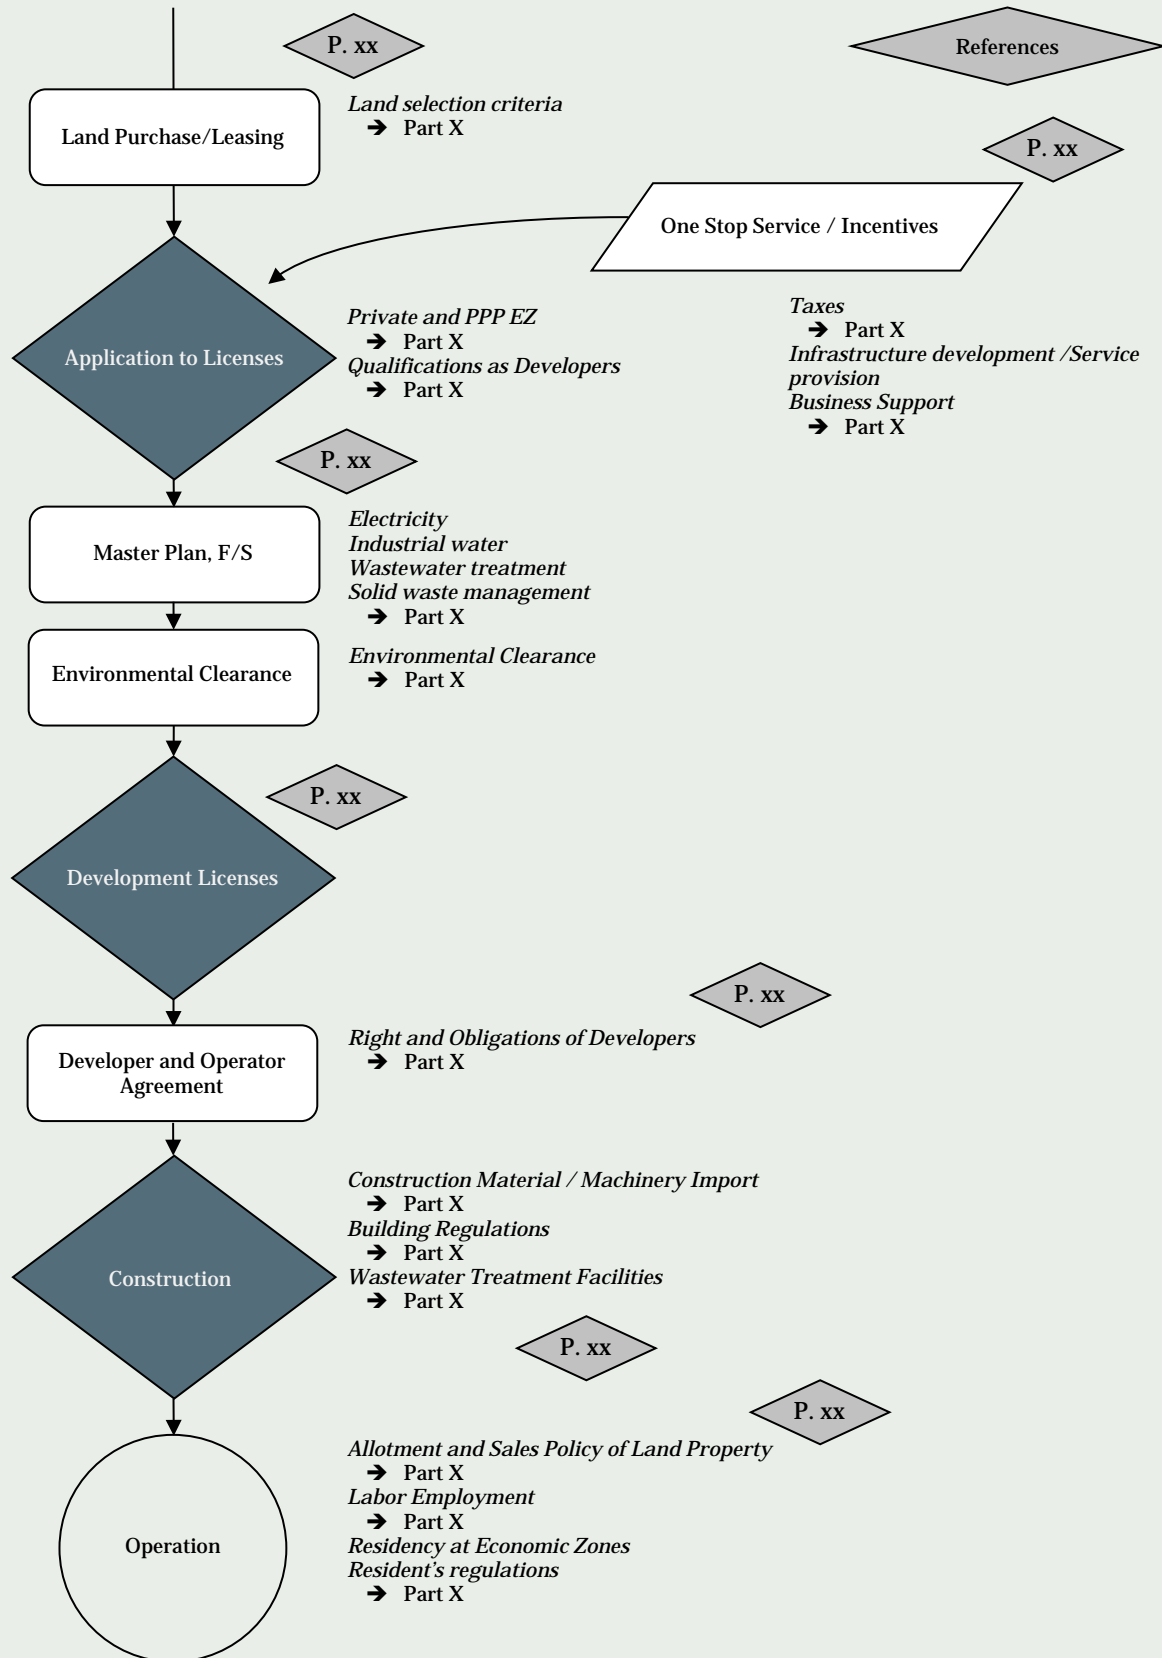 P. xx
References
Land Purchase/Leasing
Land selection criteria
➔ Part X
P. xx
One Stop Service / Incentives
Application to Licenses
Private and PPP EZ
➔ Part X
Qualifications as Developers
➔ Part X
Taxes
➔ Part X
Infrastructure development /Service
provision
Business Support
➔ Part X
P. xx
Master Plan, F/S
Electricity
Industrial water
Wastewater treatment
Solid waste management
➔ Part X
Environmental Clearance
Environmental Clearance
➔ Part X
P. xx
Development Licenses
P. xx
Developer and Operator
Agreement
Right and Obligations of Developers
➔ Part X
Construction
Construction Material / Machinery Import
➔ Part X
Building Regulations
➔ Part X
Wastewater Treatment Facilities
➔ Part X
P. xx
P. xx
Operation
Allotment and Sales Policy of Land Property
➔ Part X
Labor Employment
➔ Part X
Residency at Economic Zones
Resident's regulations
➔ Part X